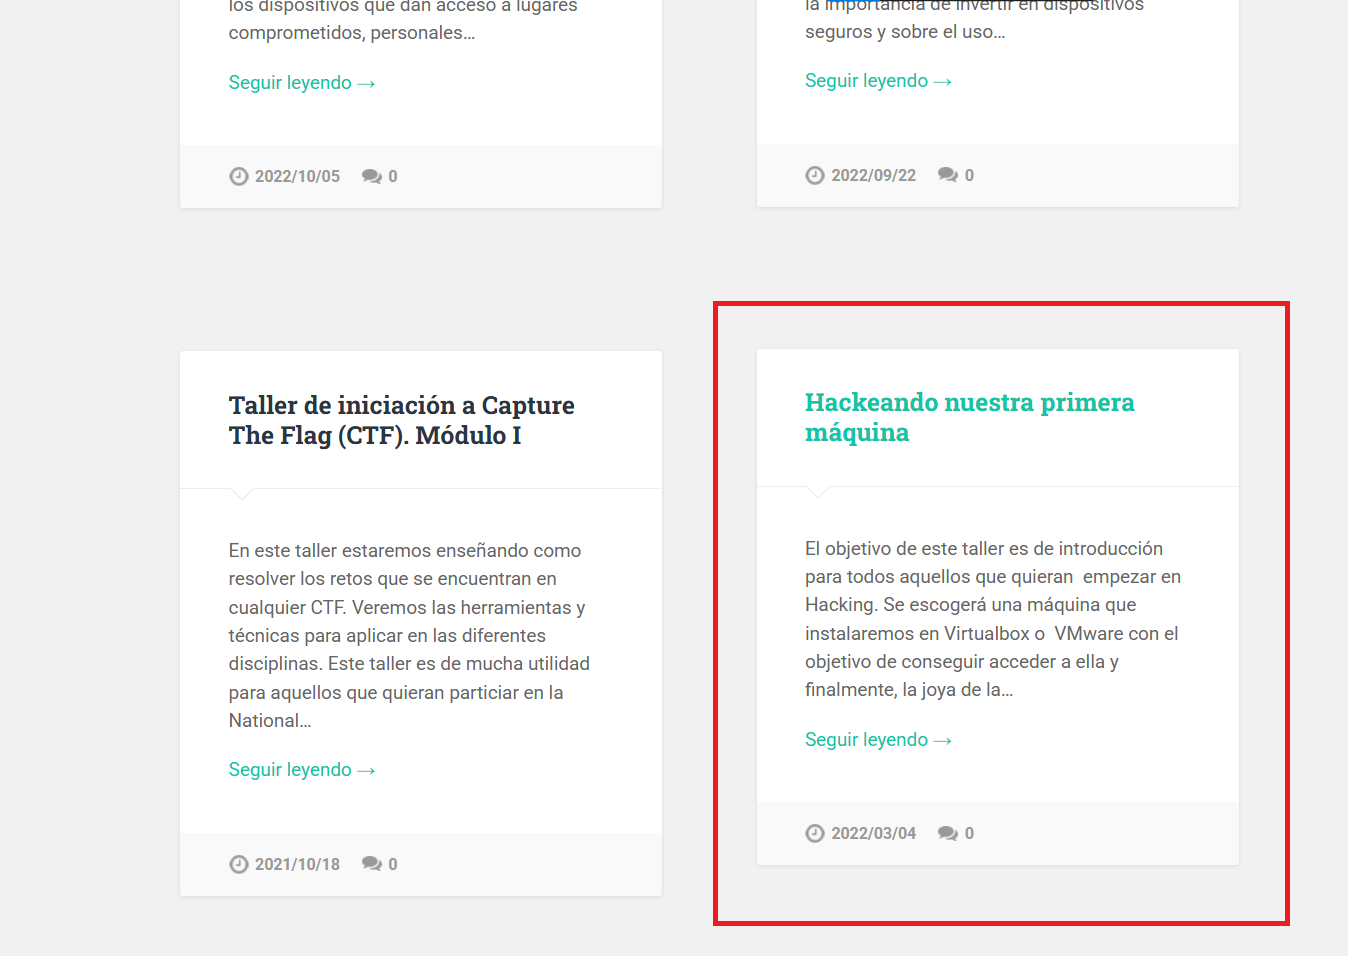 los dispositivos que dan acceso a lugares
comprometidos, personales…
Seguir leyendo →
2022/10/05 0
la importancia de invertir en dispositivos
seguros y sobre el uso…
Seguir leyendo →
2022/09/22 0
Taller de iniciación a Capture
The Flag (CTF). Módulo I
En este taller estaremos enseñando como
resolver los retos que se encuentran en
cualquier CTF. Veremos las herramientas y
técnicas para aplicar en las diferentes
disciplinas. Este taller es de mucha utilidad
para aquellos que quieran particiar en la
National…
Seguir leyendo →
2021/10/18 0
Hackeando nuestra primera
máquina
El objetivo de este taller es de introducción
para todos aquellos que quieran  empezar en
Hacking. Se escogerá una máquina que
instalaremos en Virtualbox o  VMware con el
objetivo de conseguir acceder a ella y
finalmente, la joya de la…
Seguir leyendo →
2022/03/04 0